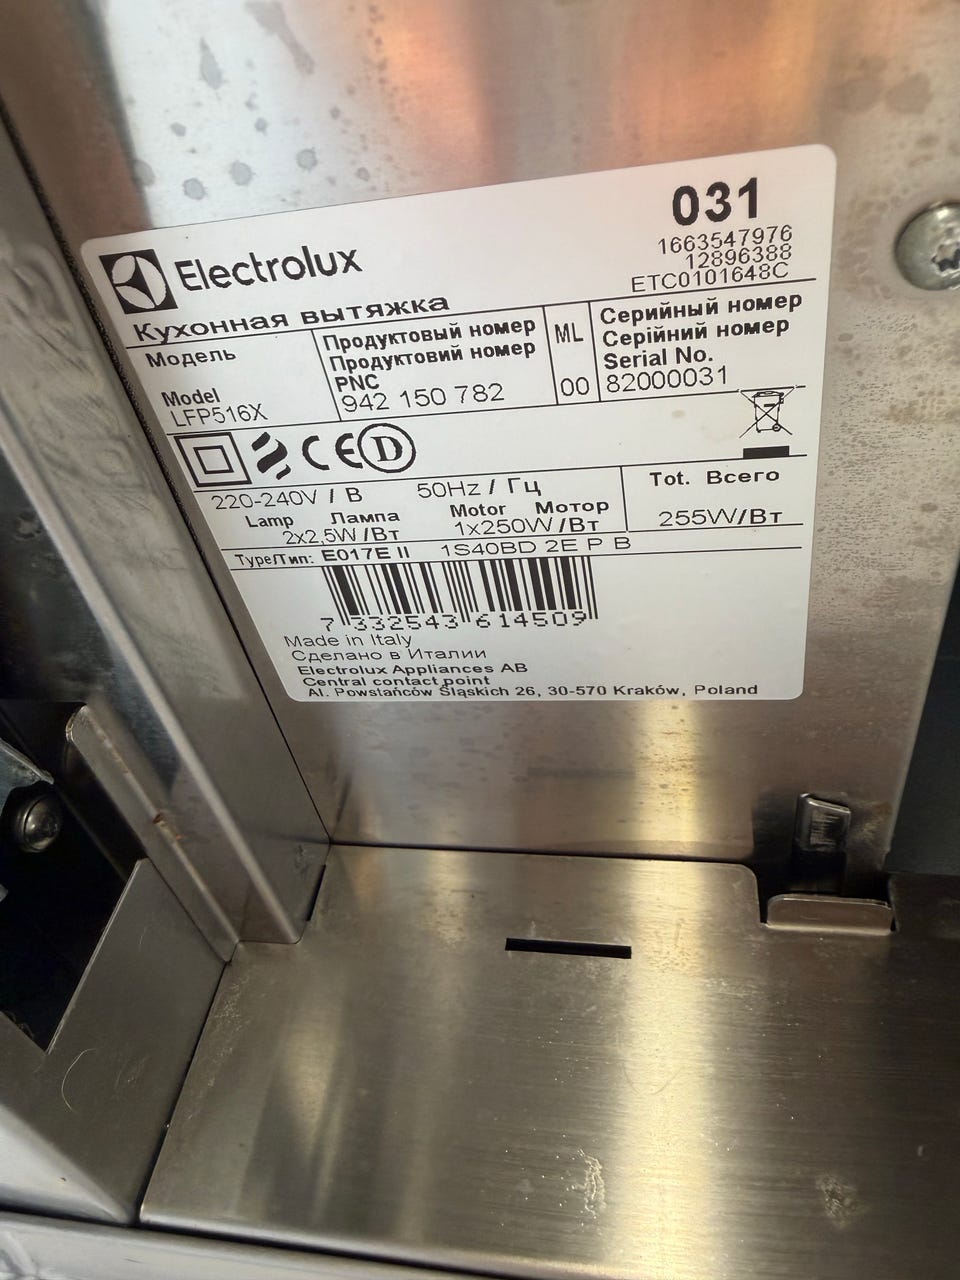 031
1663547976
12896388
ETC0101648C
Electrolux
Кухонная вытяжка
Модель
Model
LFP516X
Продуктовый номер
Продуктовий номер
PNC
942 150 782
ML
00
Серийный номер
Серійний номер
Serial No.
82000031
CE D
220-240V / В 50Hz / Гц
Lamp Лампа
2x2,5W/Вт
Motor Мотор
1x250W/Вт
Tot. Всего
255W/Вт
Type/Тип: E017E II 1S40BD 2E P B
7 332543 614509
Made in Italy
Сделано в Италии
Electrolux Appliances AB
Central contact point
Al. Powstańców Śląskich 26, 30-570 Kraków, Poland